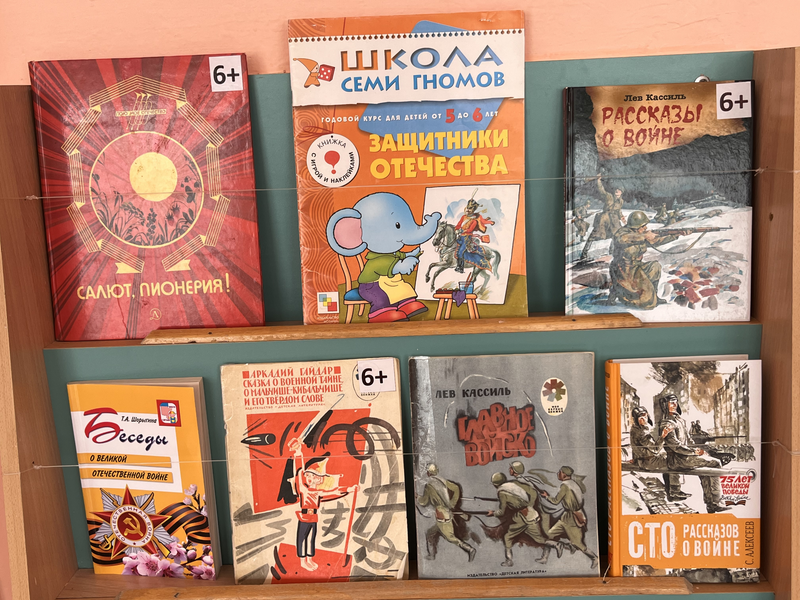 6+
САЛЮТ, ПИОНЕРИЯ!
ШКОЛА
СЕМИ ГНОМОВ
ГОДОВОЙ КУРС ДЛЯ ДЕТЕЙ ОТ 5 ДО 6 ЛЕТ
ЗАЩИТНИКИ
ОТЕЧЕСТВА
КНИЖКА
С ИГРОЙ И НАКЛЕЙКАМИ
6+
Лев Кассиль
РАССКАЗЫ
О ВОЙНЕ
Т.А. Шорыгина
Беседы
О ВЕЛИКОЙ
ОТЕЧЕСТВЕННОЙ ВОЙНЕ
6+
АРКАДИЙ ГАЙДАР
СКАЗКА О ВОЕННОЙ ТАЙНЕ,
О МАЛЬЧИШЕ-КИБАЛЬЧИШЕ
И ЕГО ТВЁРДОМ СЛОВЕ
ЛЕВ КАССИЛЬ
ГЛАВНОЕ
ВОЙСКО
ИЗДАТЕЛЬСТВО «ДЕТСКАЯ ЛИТЕРАТУРА»
75 ЛЕТ
ВЕЛИКОЙ
ПОБЕДЫ
СТО РАССКАЗОВ
О ВОЙНЕ
С. АЛЕКСЕЕВ